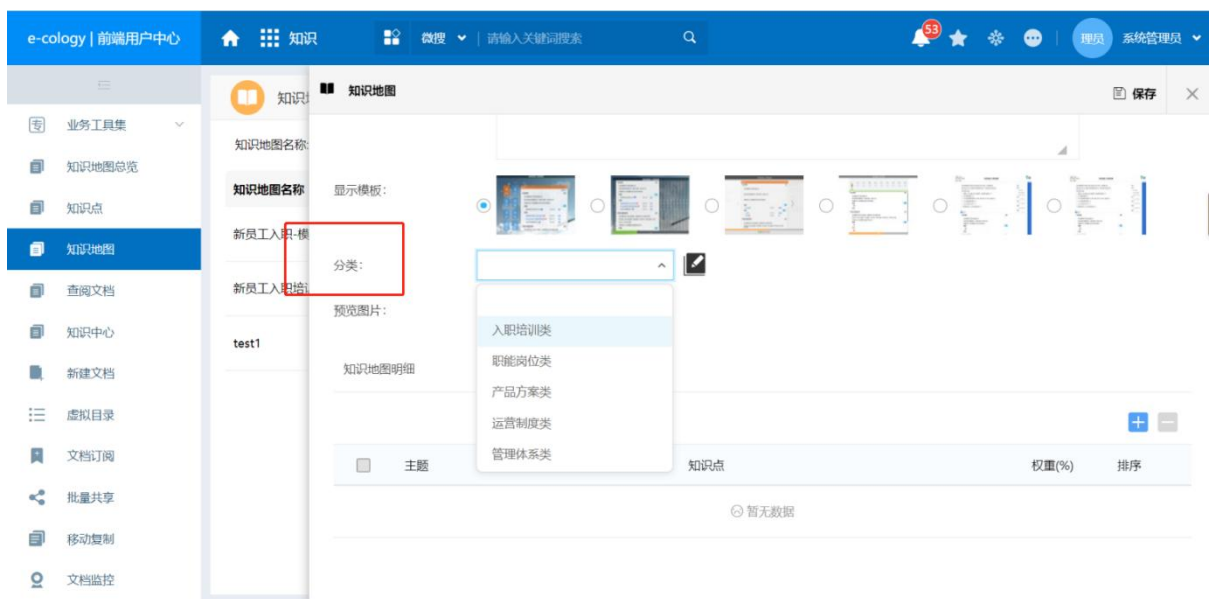 e-cology | 前端用户中心
知识
微搜
请输入关键词搜索
53
理员
系统管理员
业务工具集
知识地图总览
知识点
知识地图
查阅文档
知识中心
新建文档
虚拟目录
文档订阅
批量共享
移动复制
文档监控
知识
知识地图名称:
知识地图名称
新员工入职-模
新员工入职培
test1
知识地图
保存
显示模板:
分类:
预览图片:
入职培训类
职能岗位类
产品方案类
运营制度类
管理体系类
知识地图明细
主题
知识点
权重(%)
排序
暂无数据